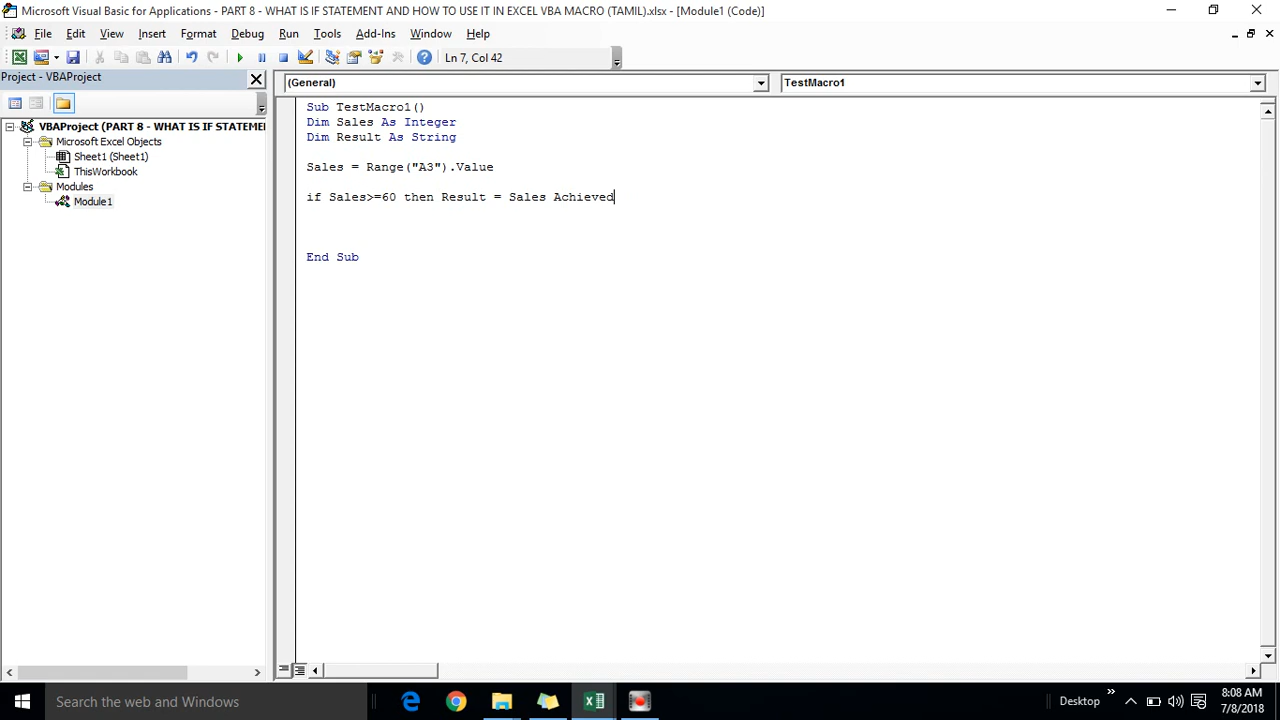 Microsoft Visual Basic for Applications - PART 8 - WHAT IS IF STATEMENT AND HOW TO USE IT IN EXCEL VBA MACRO (TAMIL).xlsx - [Module1 (Code)]
File Edit View Insert Format Debug Run Tools Add-Ins Window Help
Ln 7, Col 42
Project - VBAProject
(General) TestMacro1
VBAProject (PART 8 - WHAT IS IF STATEME
Microsoft Excel Objects
Sheet1 (Sheet1)
ThisWorkbook
Modules
Module1
Sub TestMacro1()
Dim Sales As Integer
Dim Result As String
Sales = Range("A3").Value
if Sales>=60 then Result = Sales Achieved
End Sub
Search the web and Windows
Desktop
8:08 AM
7/8/2018